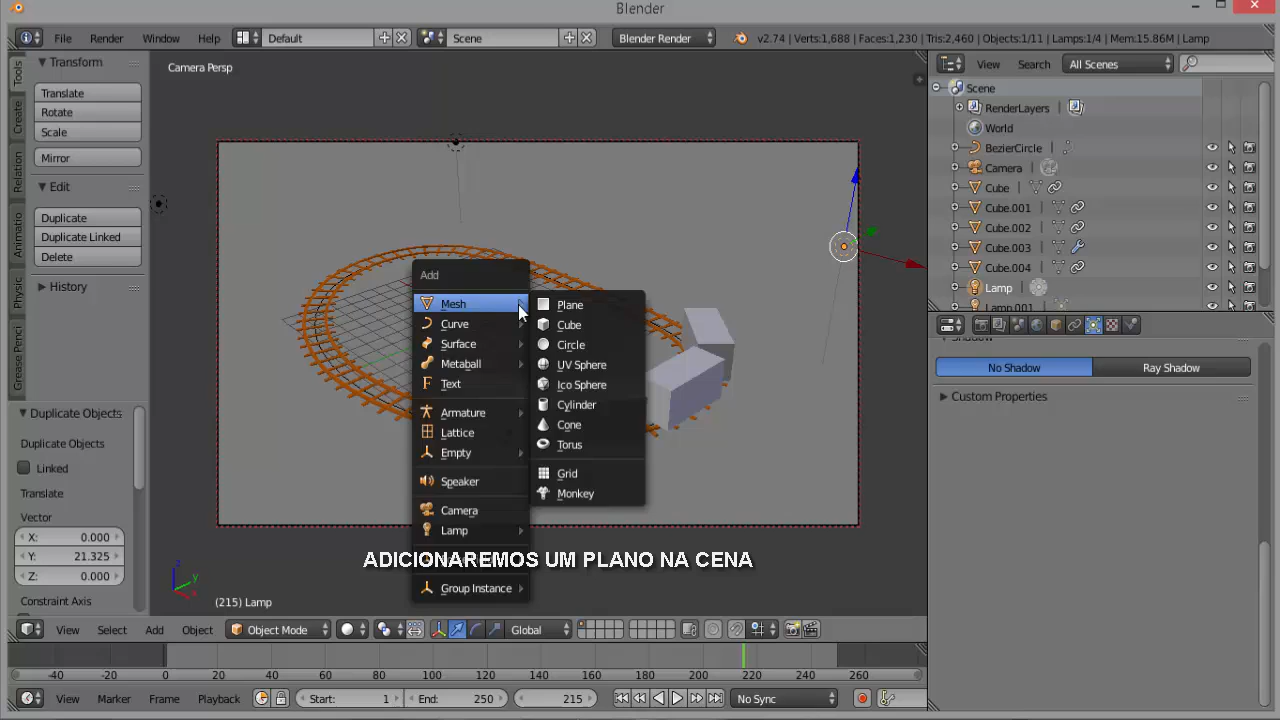 Blender
File Render Window Help Default Scene Blender Render v2.74 | Verts:1,688 | Faces:1,230 | Tris:2,460 | Objects:1/11 | Lamps:1/4 | Mem:15.86M | Lamp
Tools
Create
Relation
Animatio
Physic
Grease Pencil
Transform
Translate
Rotate
Scale
Mirror
Edit
Duplicate
Duplicate Linked
Delete
History
Duplicate Objects
Duplicate Objects
Linked
Translate
Vector
X: 0.000
Y: 21.325
Z: 0.000
Constraint Axis
Camera Persp
Add
Mesh
Curve
Surface
Metaball
Text
Armature
Lattice
Empty
Speaker
Camera
Lamp
Group Instance
Plane
Cube
Circle
UV Sphere
Ico Sphere
Cylinder
Cone
Torus
Grid
Monkey
ADICIONAREMOS UM PLANO NA CENA
z
y
(215) Lamp
View Select Add Object Object Mode Global
-40 -20 0 20 40 60 80 100 120 140 160 180 200 220 240 260
View Marker Frame Playback Start: 1 End: 250 215 No Sync
View Search All Scenes
Scene
RenderLayers
World
BezierCircle
Camera
Cube
Cube.001
Cube.002
Cube.003
Cube.004
Lamp
Lamp.001
Shadow
No Shadow Ray Shadow
Custom Properties